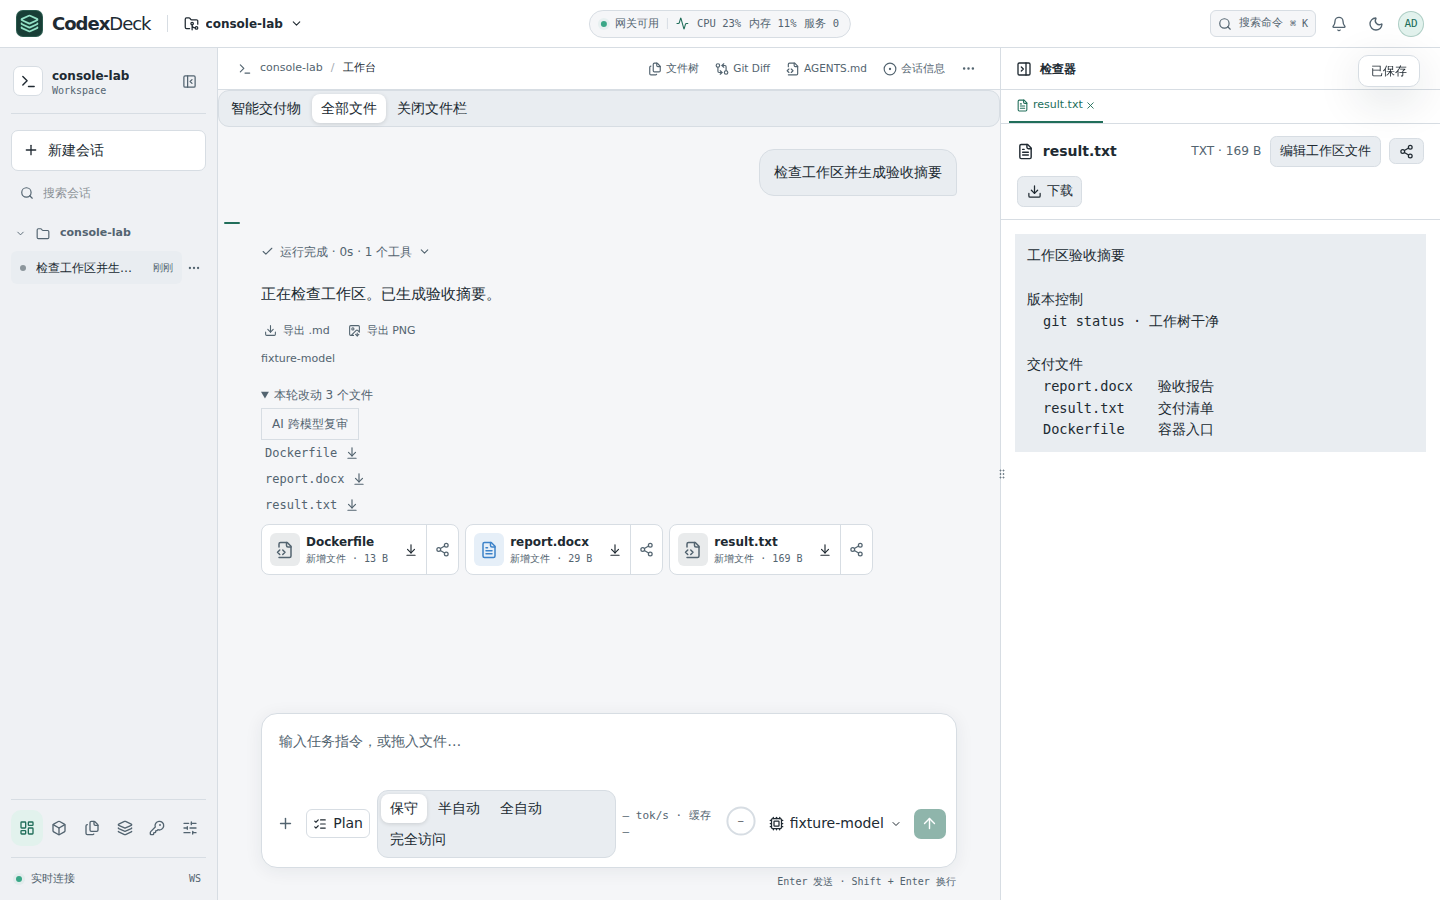 CodexDeck
console-lab
网关可用
CPU 23% 内存 11% 服务 0
搜索命令 ⌘ K
AD
console-lab
Workspace
console-lab / 工作台
文件树
Git Diff
AGENTS.md
会话信息
检查器
已保存
智能交付物
全部文件
关闭文件栏
result.txt
新建会话
搜索会话
console-lab
检查工作区并生...
刚刚
检查工作区并生成验收摘要
运行完成 · 0s · 1 个工具
正在检查工作区。已生成验收摘要。
导出 .md
导出 PNG
fixture-model
本轮改动 3 个文件
AI 跨模型复审
Dockerfile
report.docx
result.txt
Dockerfile
新增文件 · 13 B
report.docx
新增文件 · 29 B
result.txt
新增文件 · 169 B
result.txt
TXT · 169 B
编辑工作区文件
下载
工作区验收摘要
版本控制
git status · 工作树干净
交付文件
report.docx 验收报告
result.txt 交付清单
Dockerfile 容器入口
输入任务指令，或拖入文件...
Plan
保守
半自动
全自动
完全访问
— tok/s · 缓存
—
—
fixture-model
Enter 发送 · Shift + Enter 换行
实时连接
WS